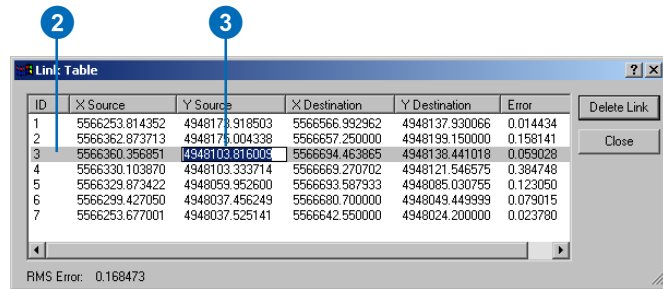 2 3
Link Table
ID X Source Y Source X Destination Y Destination Error
1 5566253.814352 4948173.918503 5566566.992962 4948137.930066 0.014434
2 5566362.873713 4948175.004338 5566657.250000 4948199.150000 0.158141
3 5566360.356851 4948103.816009 5566694.463865 4948138.441018 0.059028
4 5566330.103870 4948103.333714 5566669.270702 4948121.546575 0.384748
5 5566329.873422 4948059.952600 5566693.587933 4948085.030755 0.123050
6 5566299.427050 4948037.456249 5566680.700000 4948049.449999 0.079015
7 5566253.677001 4948037.525141 5566642.550000 4948024.200000 0.023780
Delete Link
Close
RMS Error: 0.168473